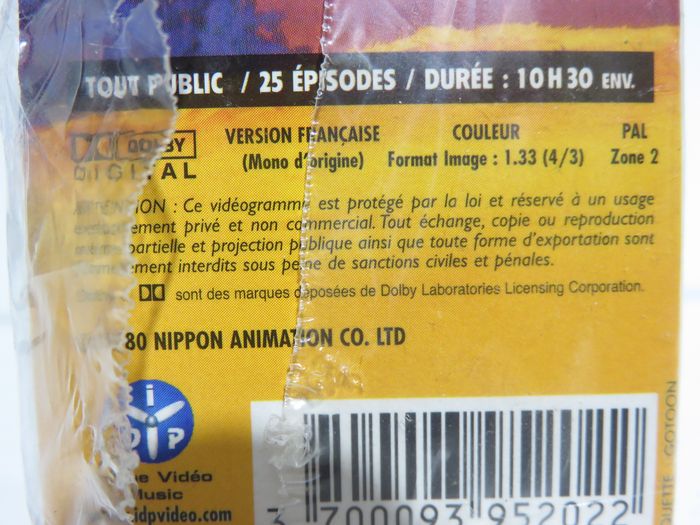 TOUT PUBLIC / 25 ÉPISODES / DURÉE : 10H30 ENV.
DOLBY
DIGITAL
VERSION FRANÇAISE
(Mono d'origine)
COULEUR
Format Image : 1.33 (4/3)
PAL
Zone 2
: Ce vidéogramme est protégé par la loi et réservé à un usage
privé et non commercial. Tout échange, copie ou reproduction
partielle et projection publique ainsi que toute forme d'exportation sont
interdits sous peine de sanctions civiles et pénales.
sont des marques déposées de Dolby Laboratories Licensing Corporation.
80 NIPPON ANIMATION CO. LTD
Vidéo
Music
idpvideo.com
3 700093 952022
GOTOON